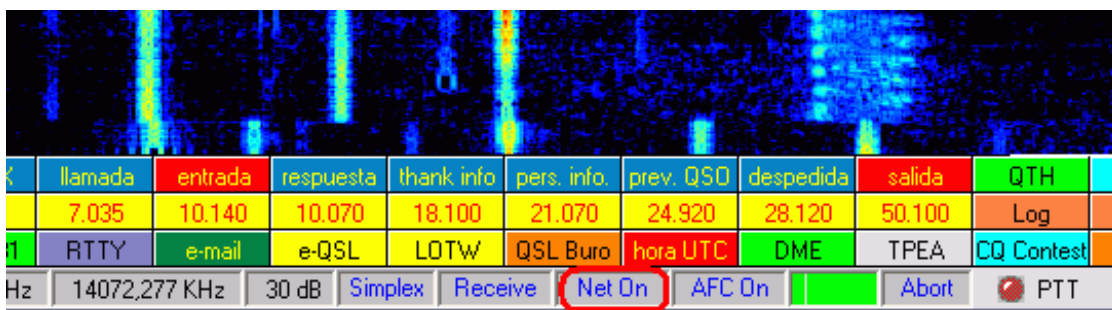 llamada entrada respuesta thank info pers. info. prev. QSO despedida salida QTH
7.035 10.140 10.070 18.100 21.070 24.920 28.120 50.100 Log
RTTY e-mail e-QSL LOTW QSL Buro hora UTC DME TPEA CQ Contest
Hz 14072,277 KHz 30 dB Simplex Receive Net On AFC On Abort PTT